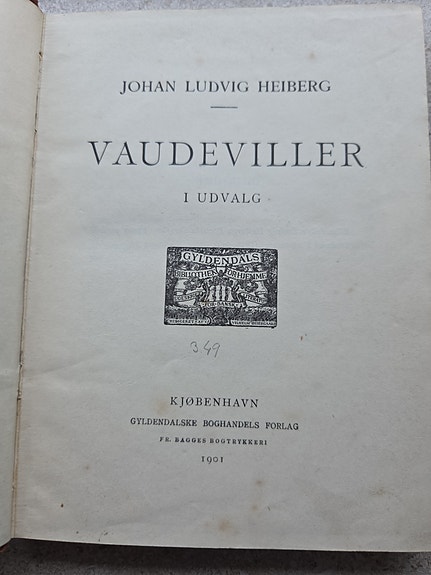 JOHAN LUDVIG HEIBERG
VAUDEVILLER
I UDVALG
GYLDENDALS
BIBLIOTHEK FOR HJEMMET
349
KJØBENHAVN
GYLDENDALSKE BOGHANDELS FORLAG
FR. BAGGES BOGTRYKKERI
1901